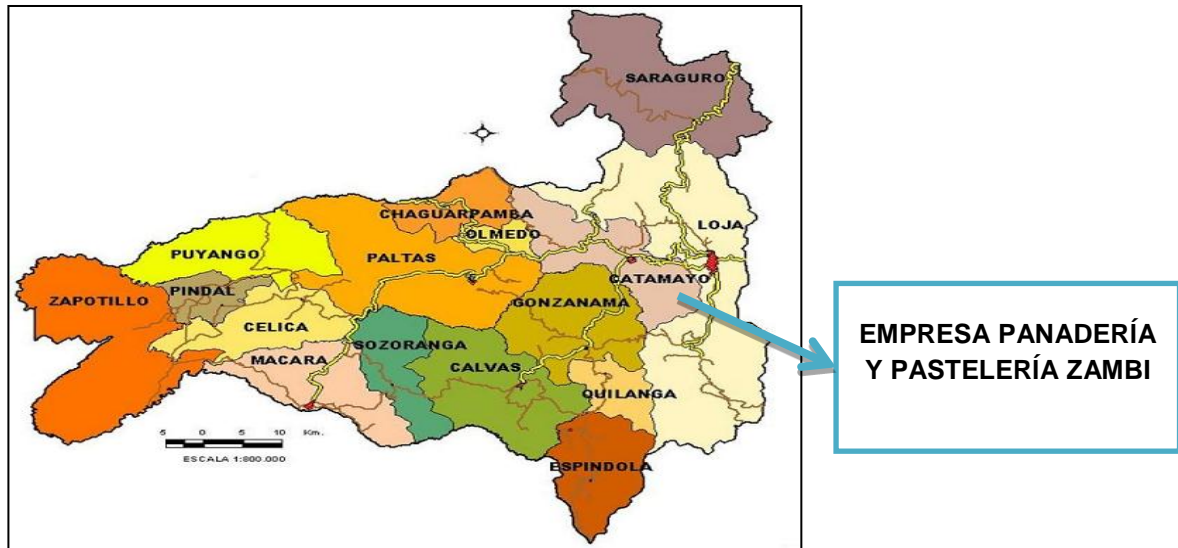 SARAGURO
CHAGUARPAMBA
LOJA
OLMEDO
PUYANGO
PALTAS
CATAMAYO
PINDAL
ZAPOTILLO
GONZANAMA
CELICA
SOZORANGA
MACARA
CALVAS
QUILANGA
5 0 5 10 Km.
ESCALA 1:800.000
ESPINDOLA
EMPRESA PANADERÍA
Y PASTELERÍA ZAMBI